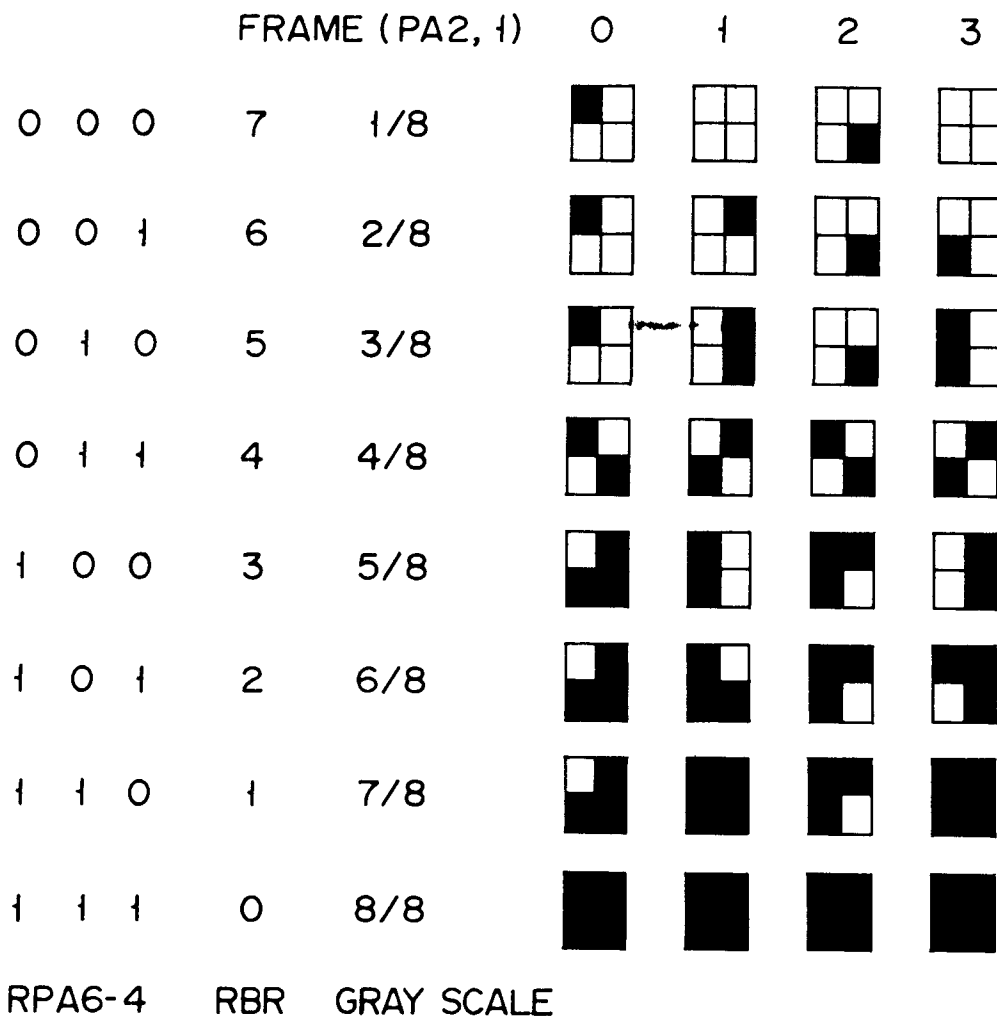 FRAME (PA2, 1) 0 1 2 3
0 0 0 7 1/8
0 0 1 6 2/8
0 1 0 5 3/8
0 1 1 4 4/8
1 0 0 3 5/8
1 0 1 2 6/8
1 1 0 1 7/8
1 1 1 0 8/8
RPA6-4 RBR GRAY SCALE